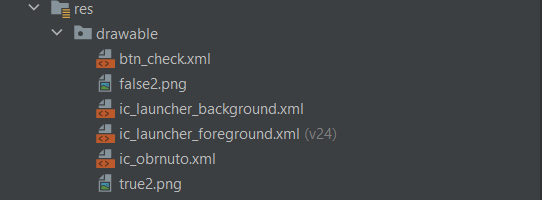 res
drawable
btn_check.xml
false2.png
ic_launcher_background.xml
ic_launcher_foreground.xml (v24)
ic_obrnuto.xml
true2.png